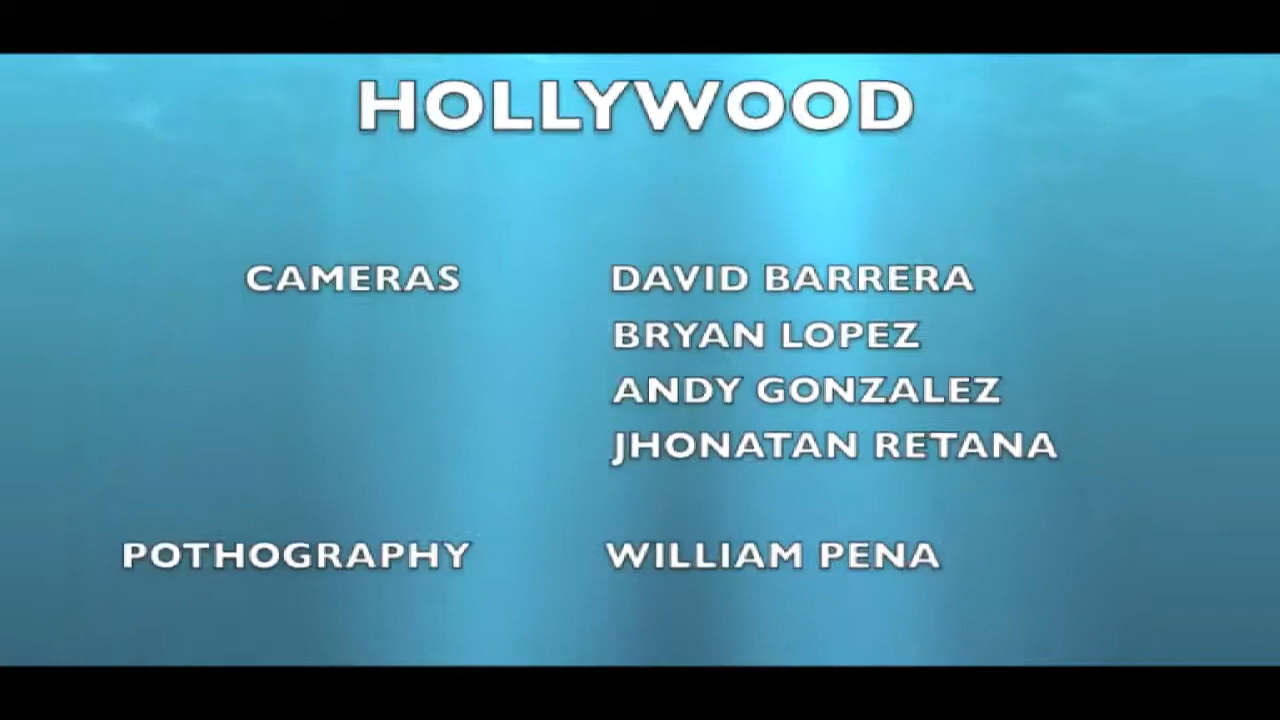 HOLLYWOOD
CAMERAS DAVID BARRERA
BRYAN LOPEZ
ANDY GONZALEZ
JHONATAN RETANA
POTHOGRAPHY WILLIAM PENA